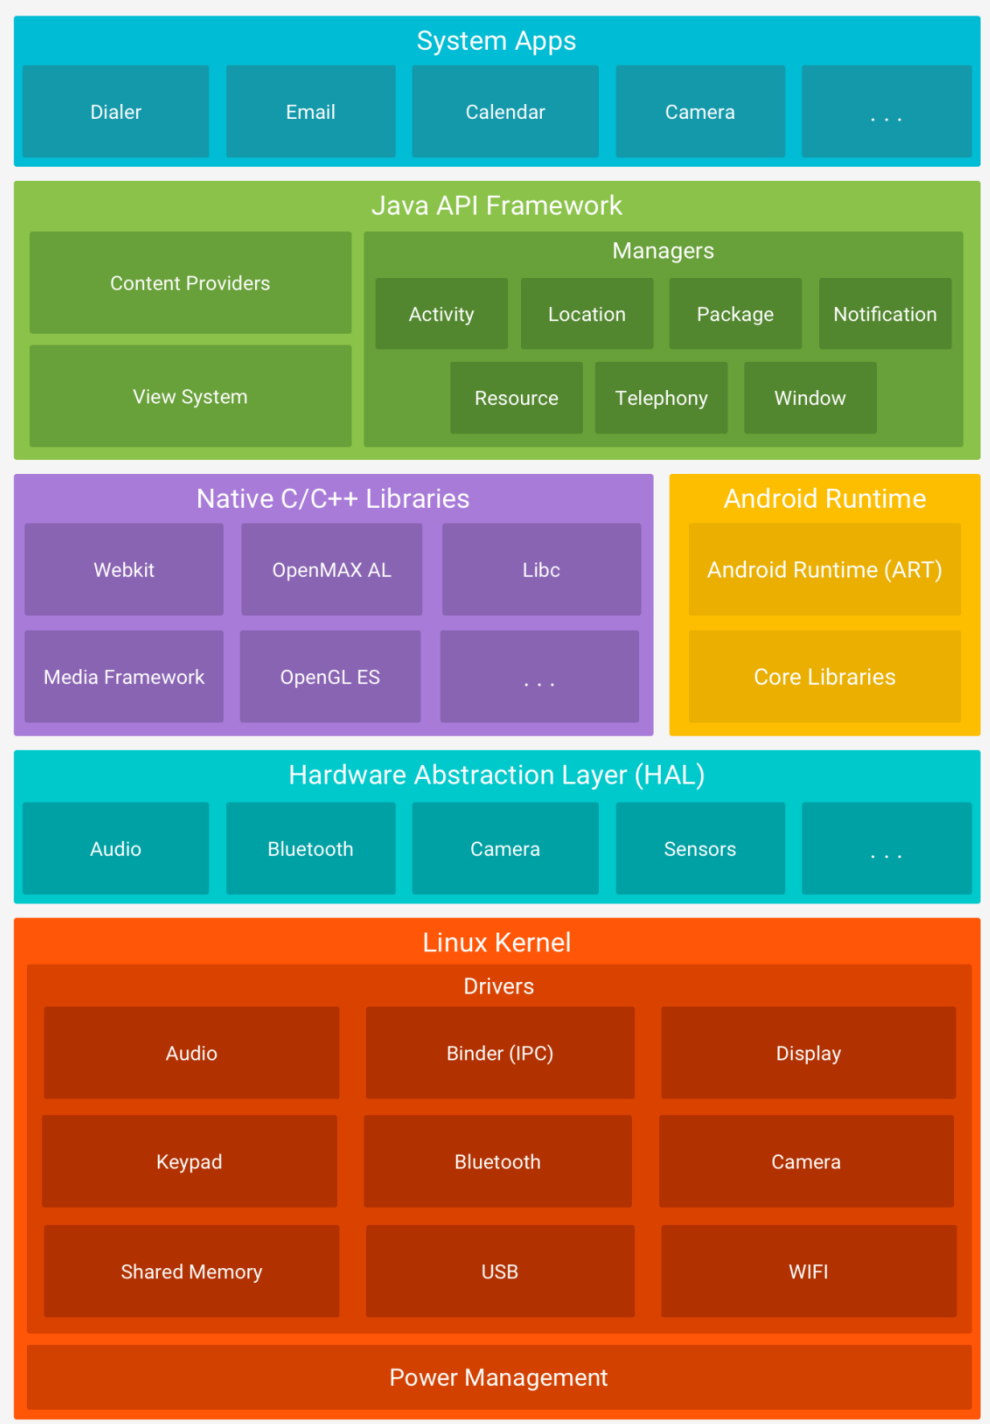 System Apps
Dialer
Email
Calendar
Camera
. . .
Java API Framework
Content Providers
View System
Managers
Activity
Location
Package
Notification
Resource
Telephony
Window
Native C/C++ Libraries
Webkit
OpenMAX AL
Libc
Media Framework
OpenGL ES
. . .
Android Runtime
Android Runtime (ART)
Core Libraries
Hardware Abstraction Layer (HAL)
Audio
Bluetooth
Camera
Sensors
. . .
Linux Kernel
Drivers
Audio
Binder (IPC)
Display
Keypad
Bluetooth
Camera
Shared Memory
USB
WIFI
Power Management